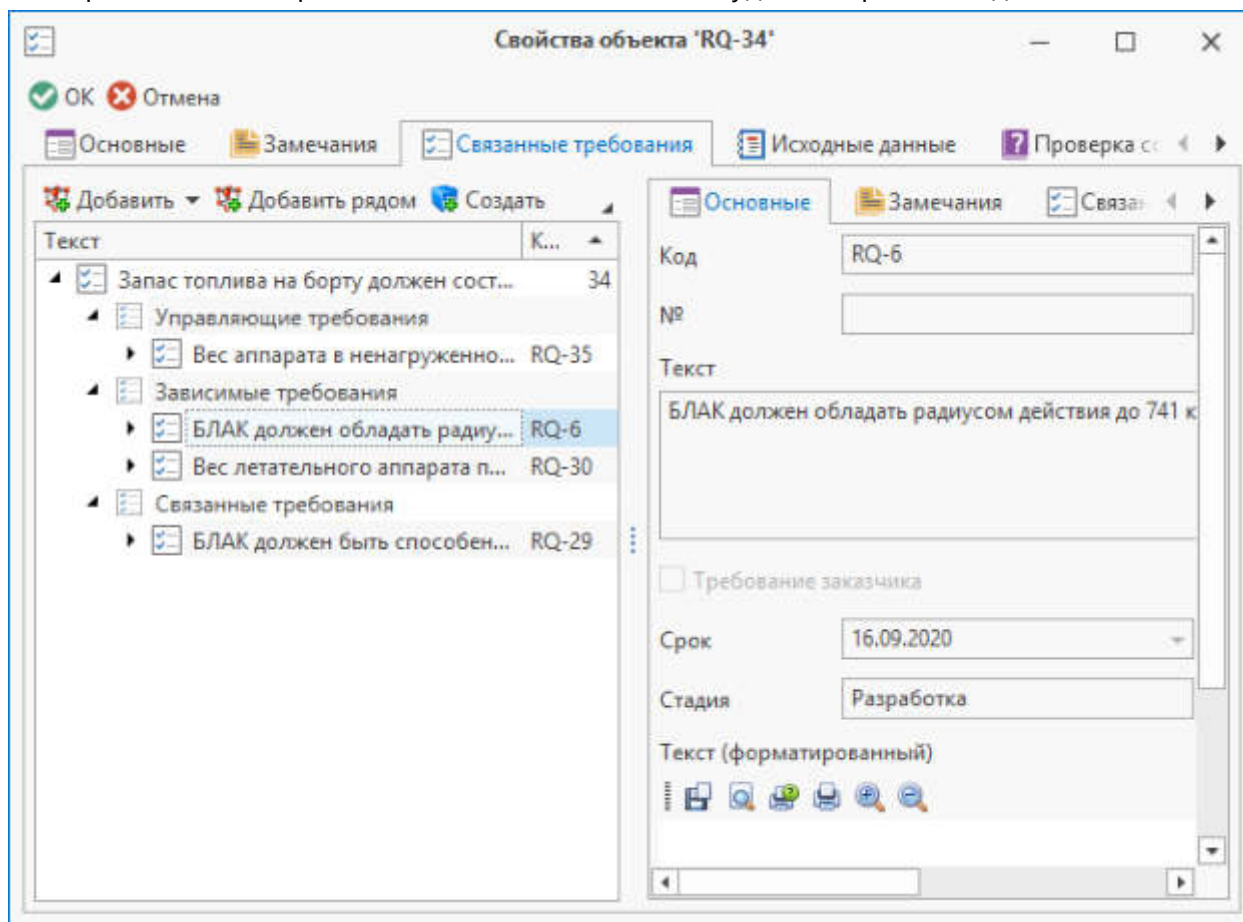 Свойства объекта 'RQ-34'
ОК Отмена
Основные Замечания Связанные требования Исходные данные Проверка со
Добавить Добавить рядом Создать
Текст К...
Запас топлива на борту должен сост... 34
Управляющие требования
Вес аппарата в ненагруженно... RQ-35
Зависимые требования
БЛАК должен обладать радиу... RQ-6
Вес летательного аппарата п... RQ-30
Связанные требования
БЛАК должен быть способен... RQ-29
Основные Замечания Связа
Код RQ-6
№
Текст
БЛАК должен обладать радиусом действия до 741 к
Требование заказчика
Срок 16.09.2020
Стадия Разработка
Текст (форматированный)